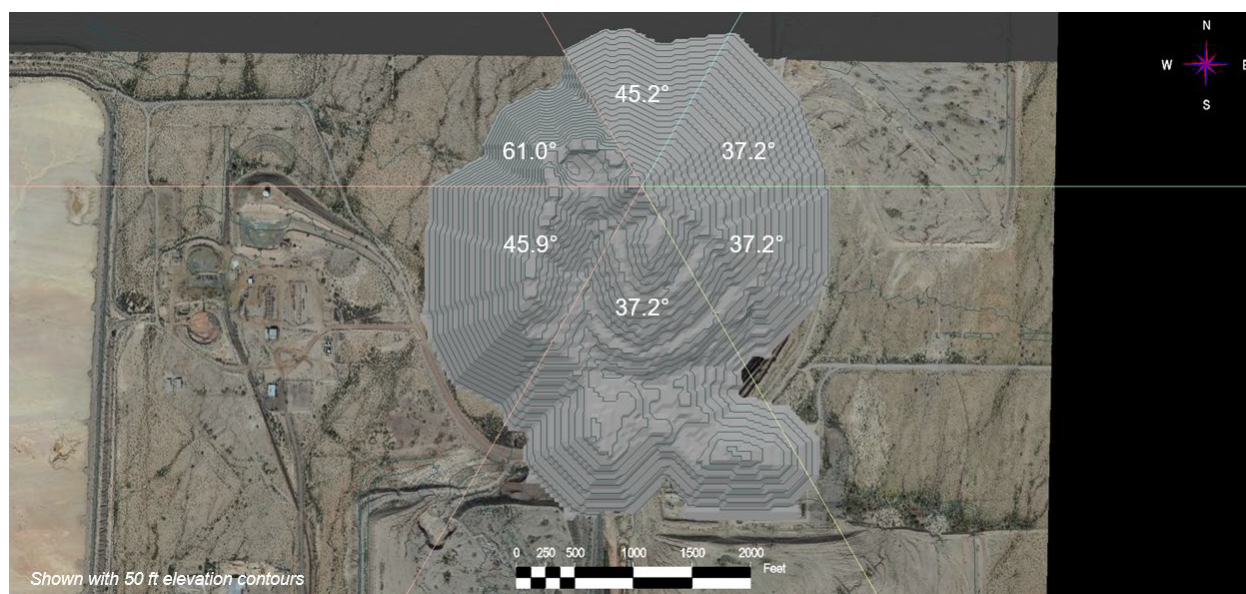 N
W E
S
45.2°
61.0° 37.2°
45.9° 37.2°
37.2°
0 250 500 1000 1500 2000
Feet
Shown with 50 ft elevation contours